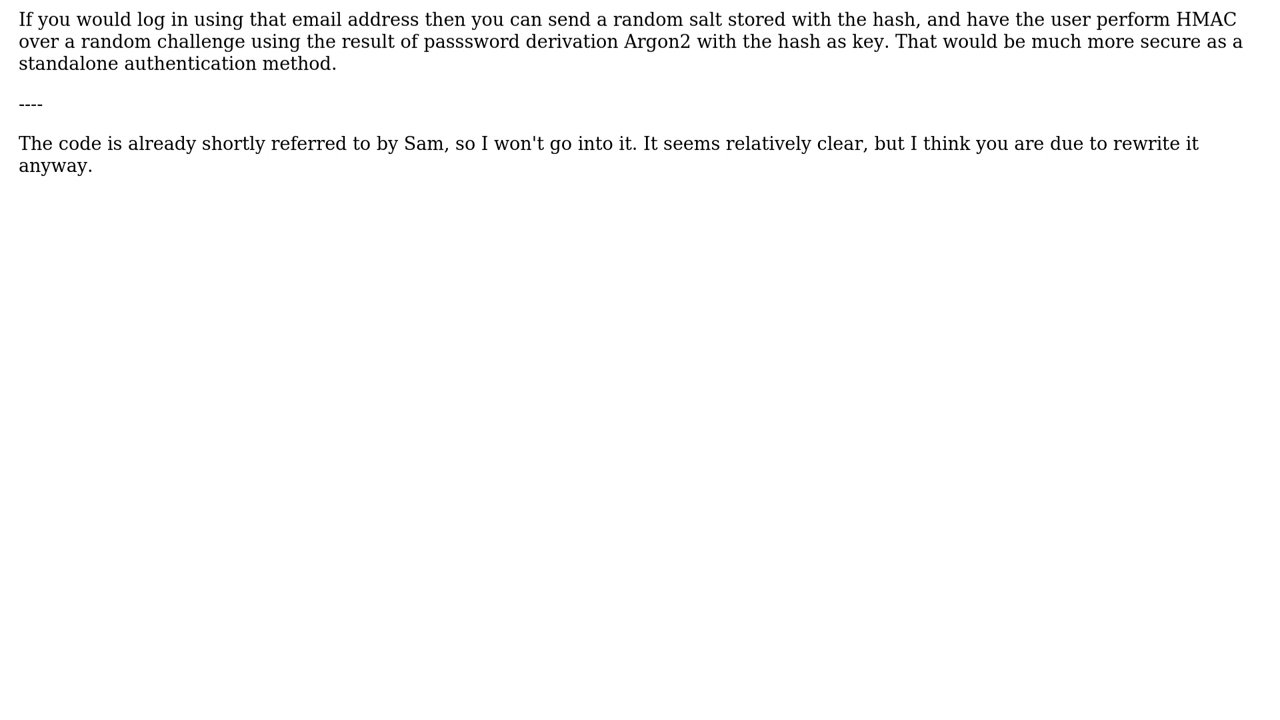 If you would log in using that email address then you can send a random salt stored with the hash, and have the user perform HMAC
over a random challenge using the result of passsword derivation Argon2 with the hash as key. That would be much more secure as a
standalone authentication method.
----
The code is already shortly referred to by Sam, so I won't go into it. It seems relatively clear, but I think you are due to rewrite it
anyway.